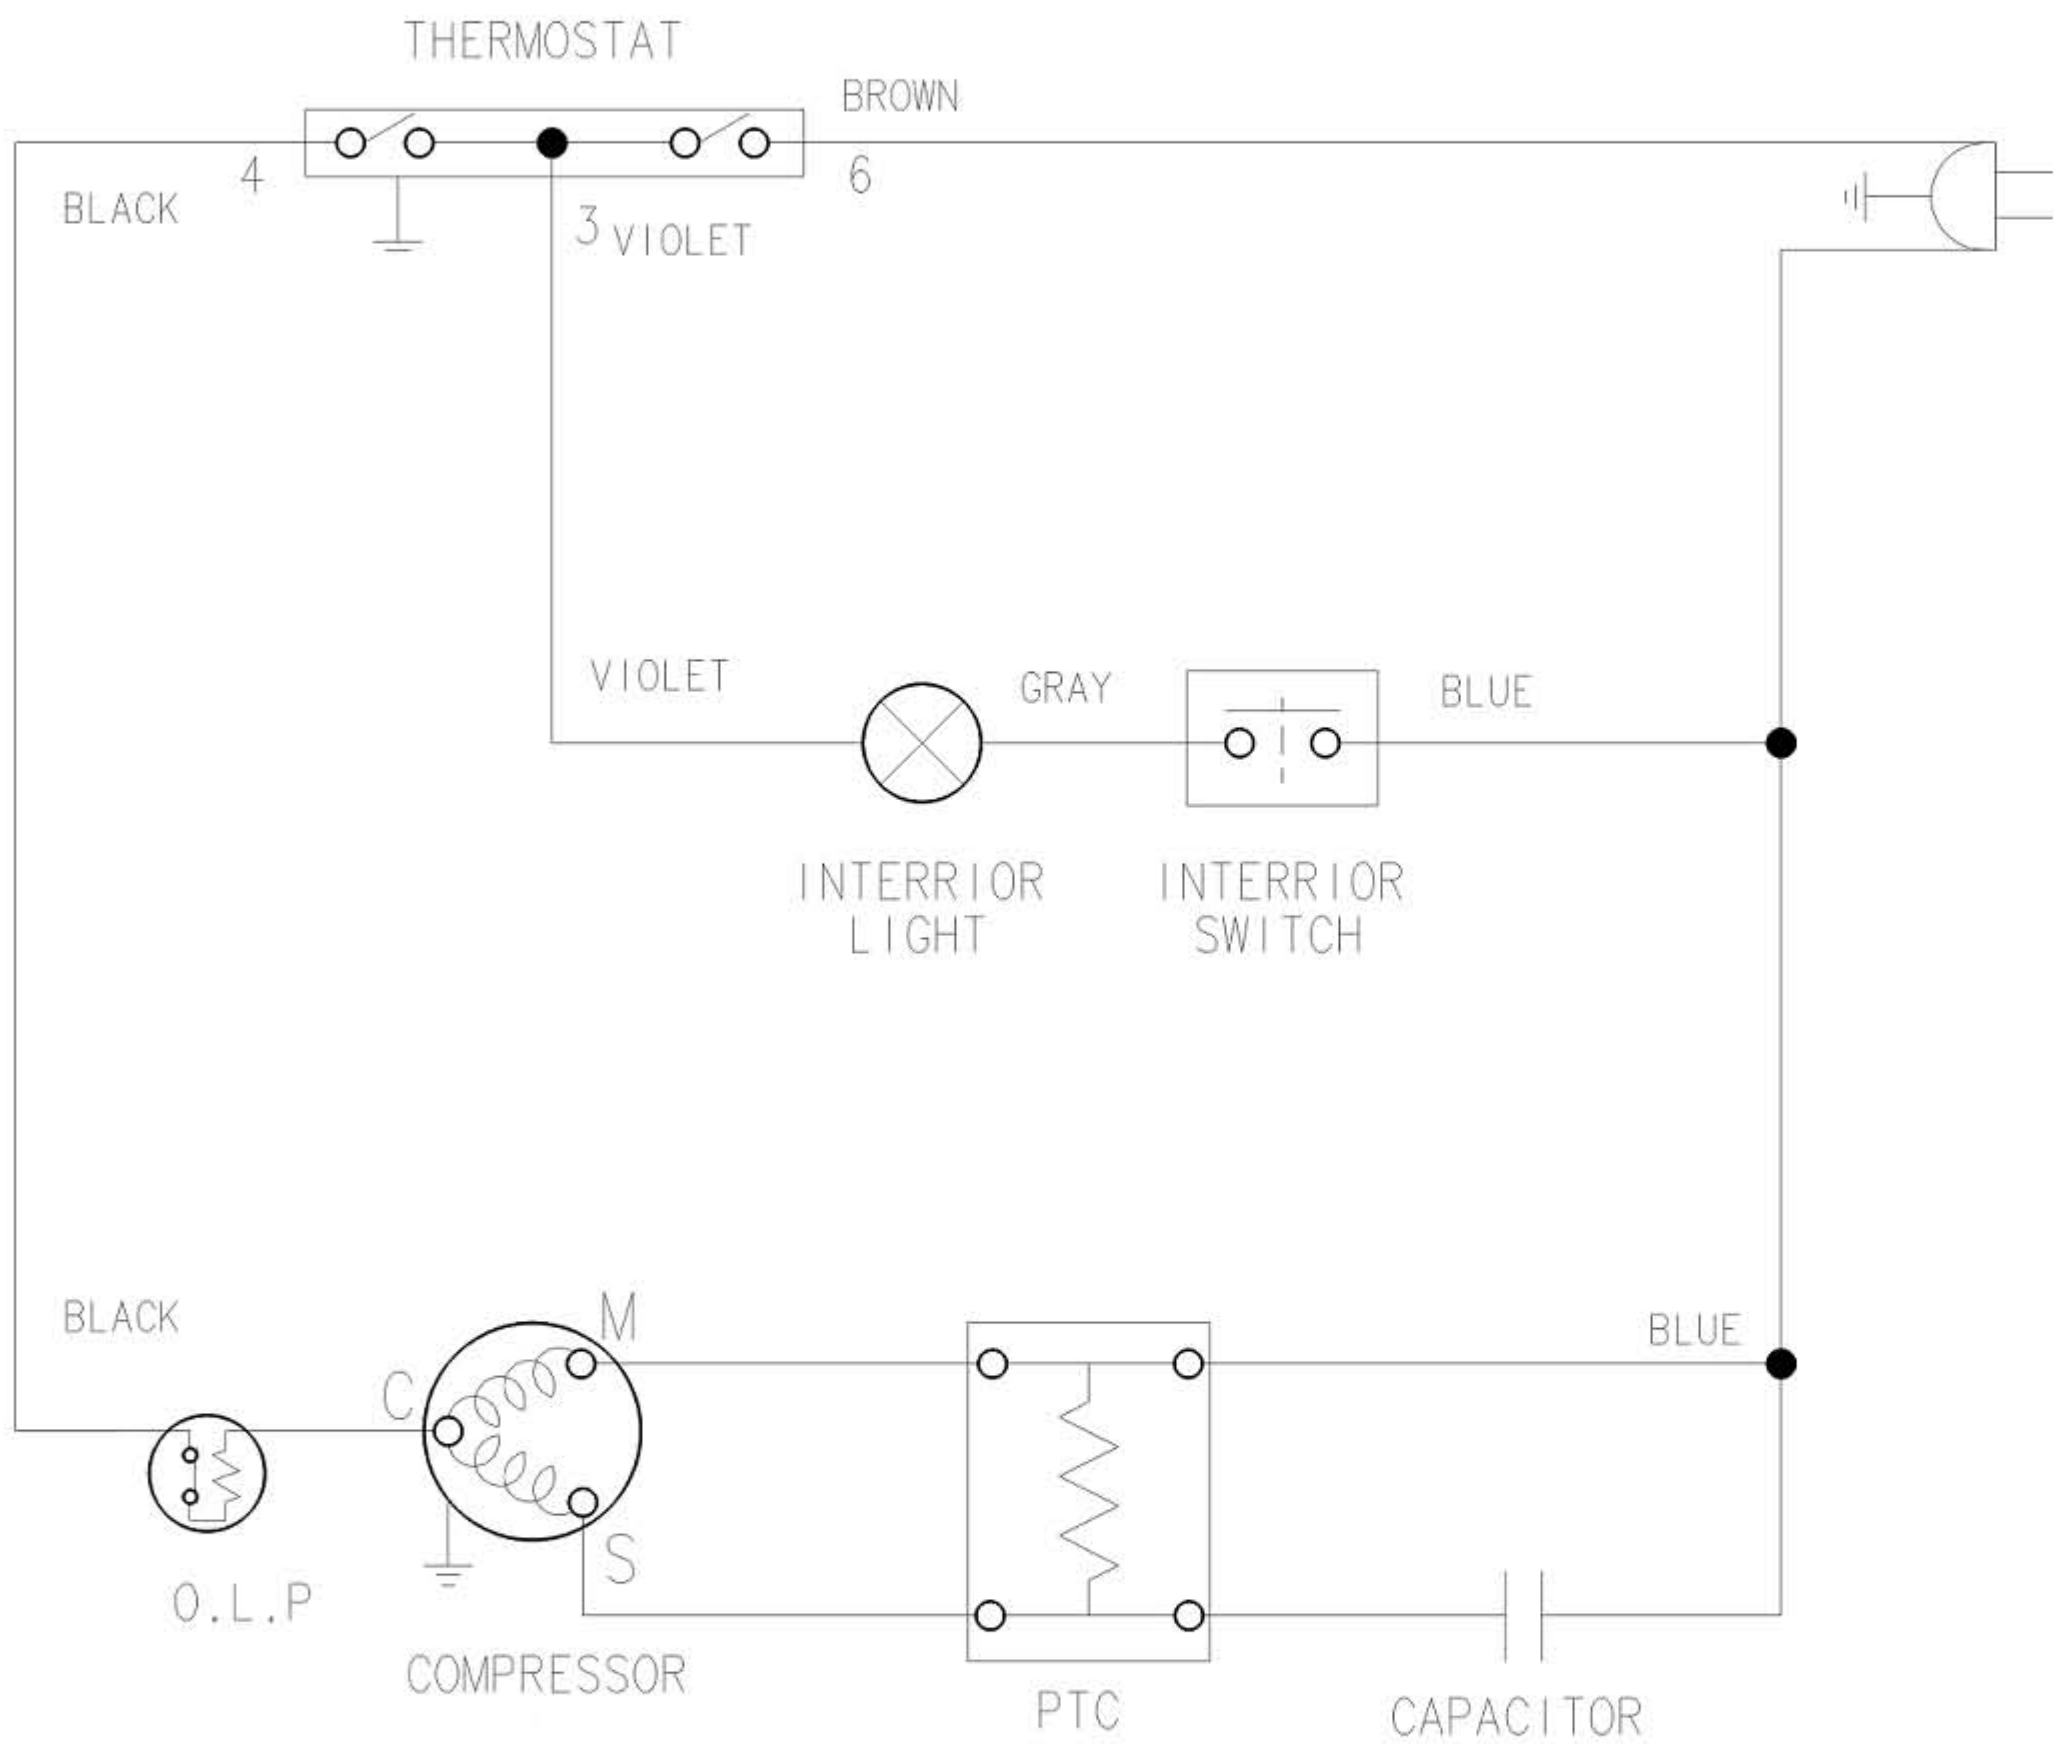 THERMOSTAT
BROWN
4
6
BLACK
3
VIOLET
VIOLET
GRAY
BLUE
INTERRIOR
LIGHT
INTERRIOR
SWITCH
BLACK
M
BLUE
C
S
O.L.P
COMPRESSOR
PTC
CAPACITOR